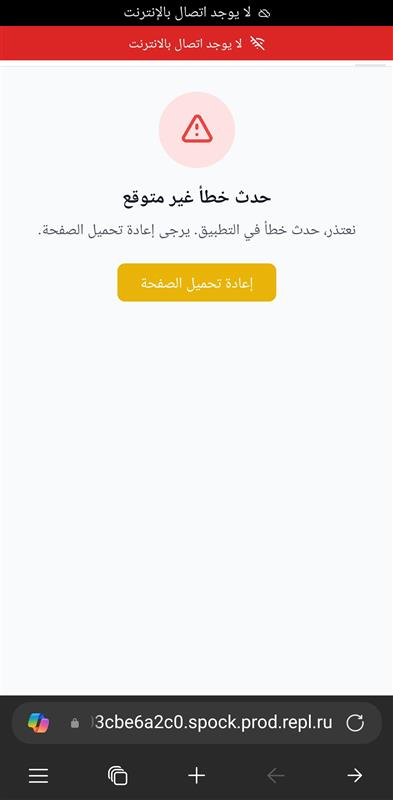 لا يوجد اتصال بالإنترنت
لا يوجد اتصال بالانترنت
حدث خطأ غير متوقع
نعتذر، حدث خطأ في التطبيق. يرجى إعادة تحميل الصفحة.
إعادة تحميل الصفحة
3cbe6a2c0.spock.prod.repl.ru